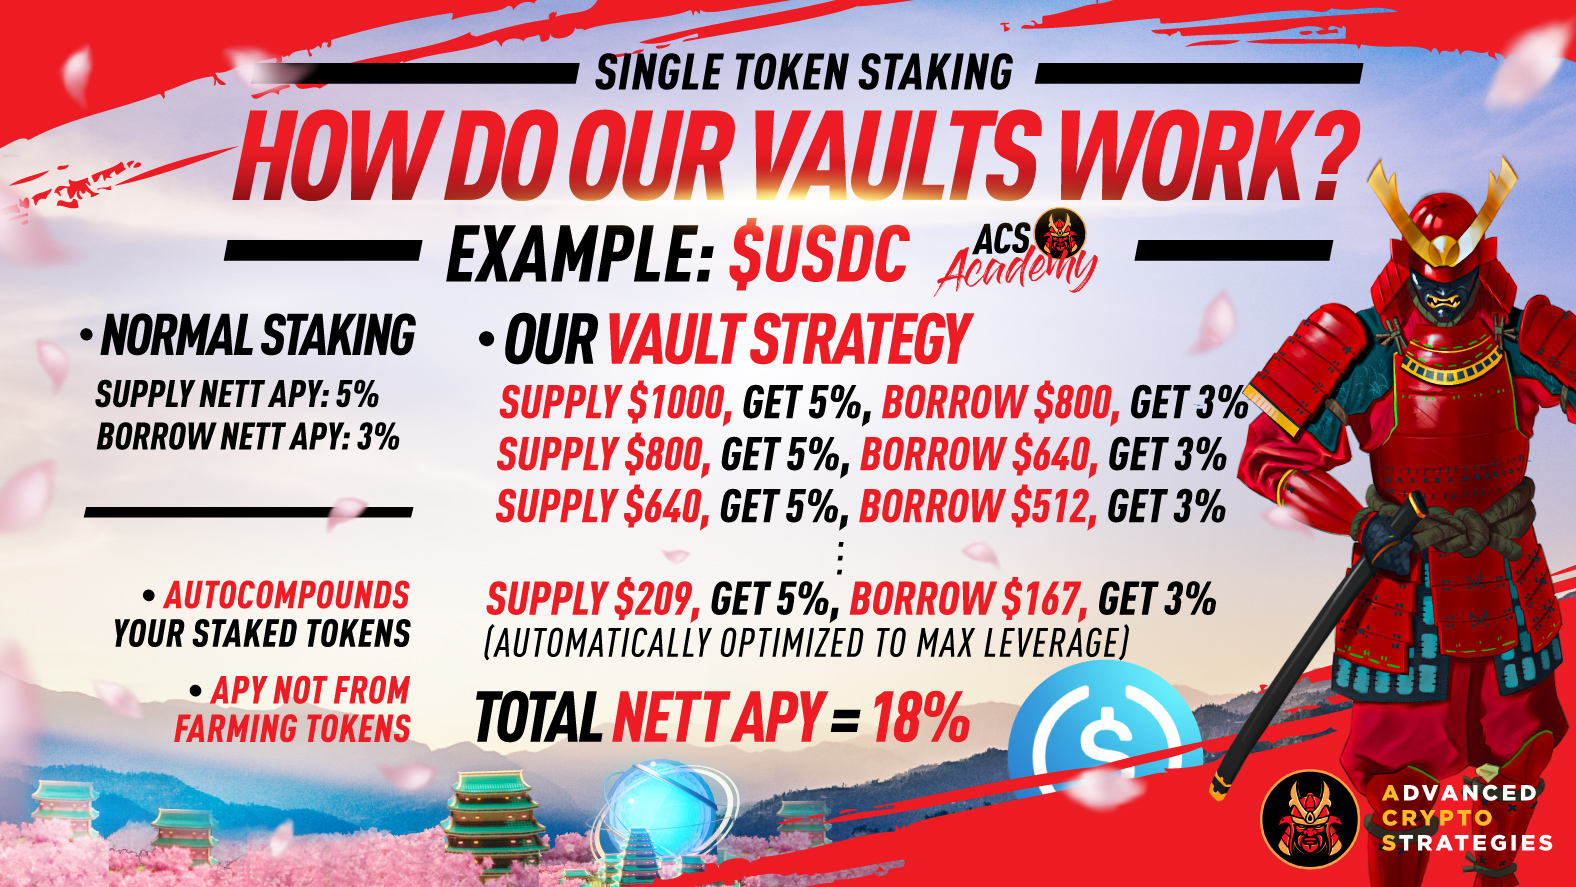 SINGLE TOKEN STAKING
HOW DO OUR VAULTS WORK?
EXAMPLE: $USDC
ACS
Academy
• NORMAL STAKING
SUPPLY NETT APY: 5%
BORROW NETT APY: 3%
• AUTOCOMPOUNDS
YOUR STAKED TOKENS
• APY NOT FROM
FARMING TOKENS
• OUR VAULT STRATEGY
SUPPLY $1000, GET 5%, BORROW $800, GET 3%
SUPPLY $800, GET 5%, BORROW $640, GET 3%
SUPPLY $640, GET 5%, BORROW $512, GET 3%
⋮
SUPPLY $209, GET 5%, BORROW $167, GET 3%
(AUTOMATICALLY OPTIMIZED TO MAX LEVERAGE)
TOTAL NETT APY = 18%
$
ADVANCED
CRYPTO
STRATEGIES